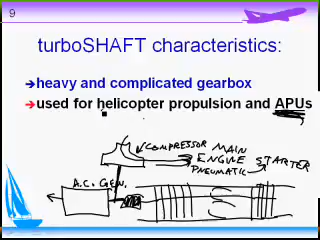 9
turboSHAFT characteristics:
➔heavy and complicated gearbox
➔used for helicopter propulsion and APUs
COMPRESSOR MAIN
ENGINE STARTER
PNEUMATIC
A.C. GEN.